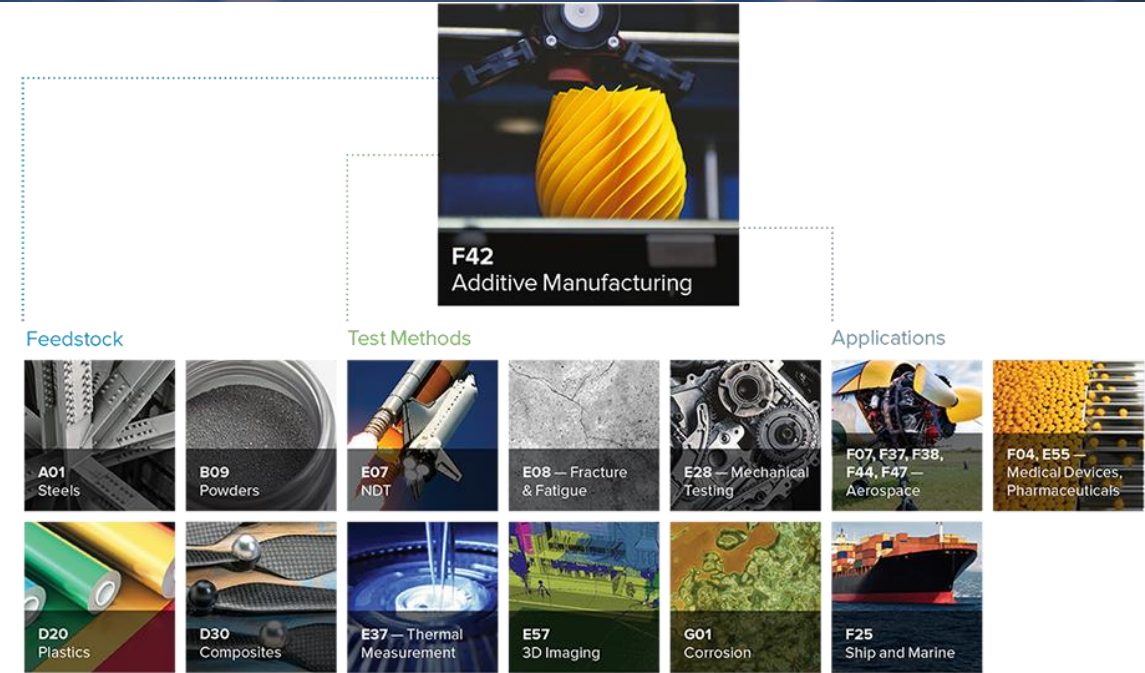 F42
Additive Manufacturing
Feedstock
Test Methods
Applications
A01
Steels
B09
Powders
E07
NDT
E08 — Fracture
& Fatigue
E28 — Mechanical
Testing
F07, F37, F38,
F44, F47 —
Aerospace
F04, E55 —
Medical Devices,
Pharmaceuticals
D20
Plastics
D30
Composites
E37 — Thermal
Measurement
E57
3D Imaging
G01
Corrosion
F25
Ship and Marine